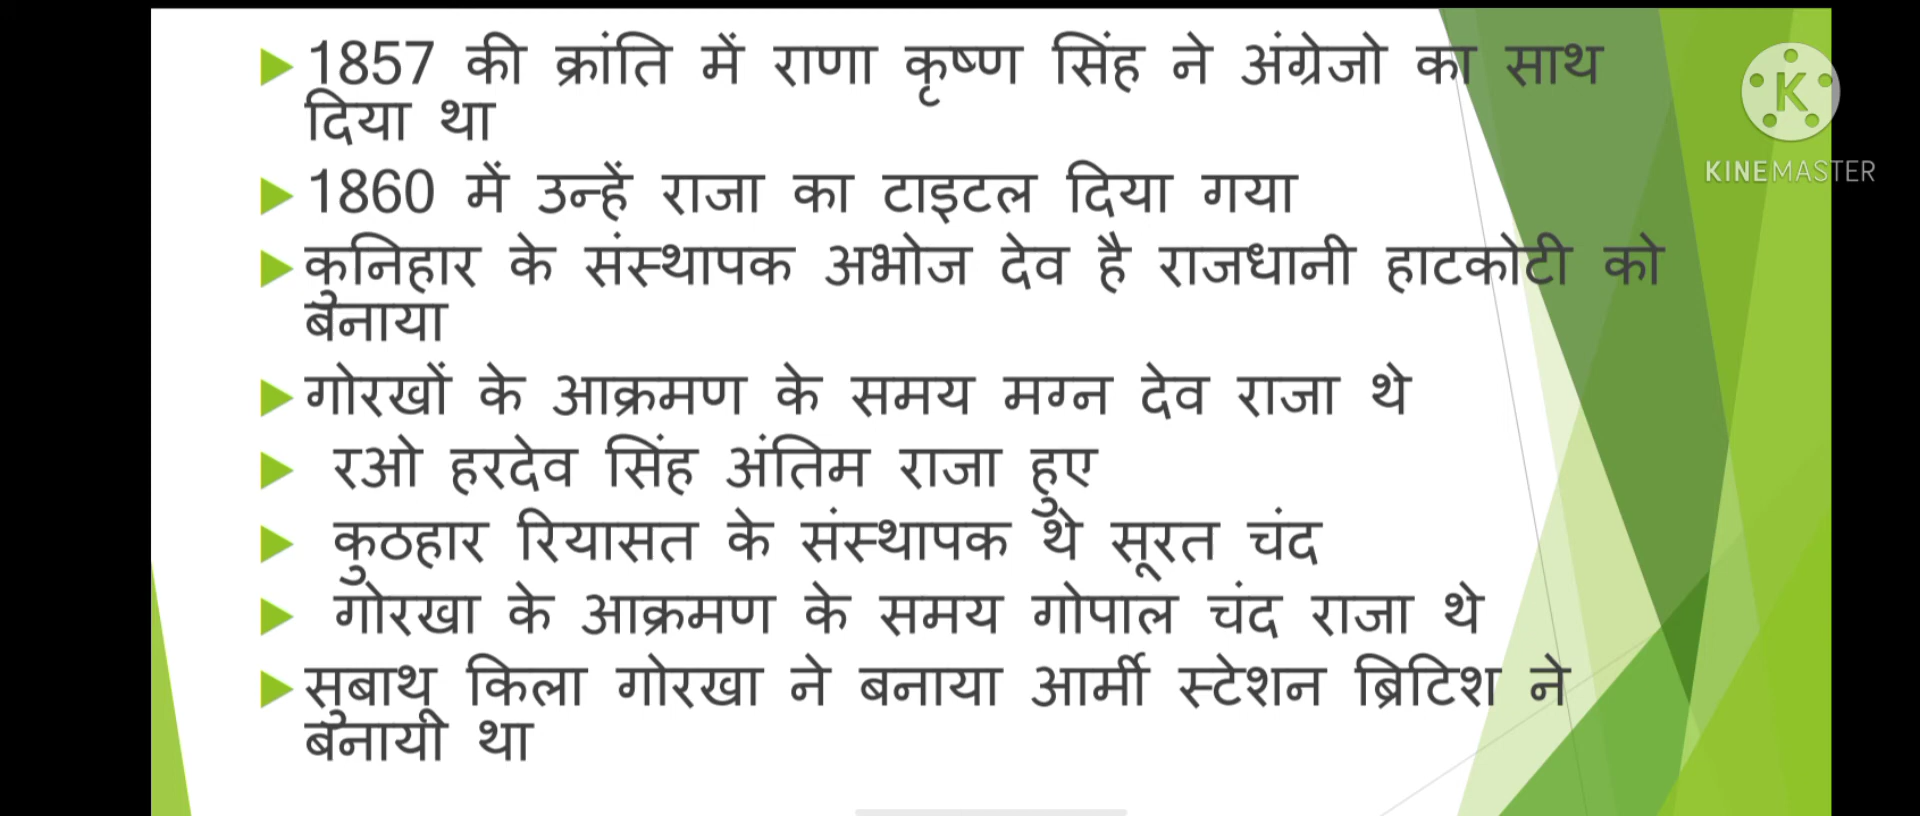 1857 की क्रांति में राणा कृष्ण सिंह ने अंग्रेजो का साथ
दिया था
1860 में उन्हें राजा का टाइटल दिया गया
कुनिहार के संस्थापक अभोज देव है राजधानी हाटकोटी को
बनाया
गोरखों के आक्रमण के समय मग्न देव राजा थे
रओ हरदेव सिंह अंतिम राजा हुए
कुठहार रियासत के संस्थापक थे सूरत चंद
गोरखा के आक्रमण के समय गोपाल चंद राजा थे
सुबाथू किला गोरखा ने बनाया आर्मी स्टेशन ब्रिटिश ने
बनाया था
K
KINEMASTER